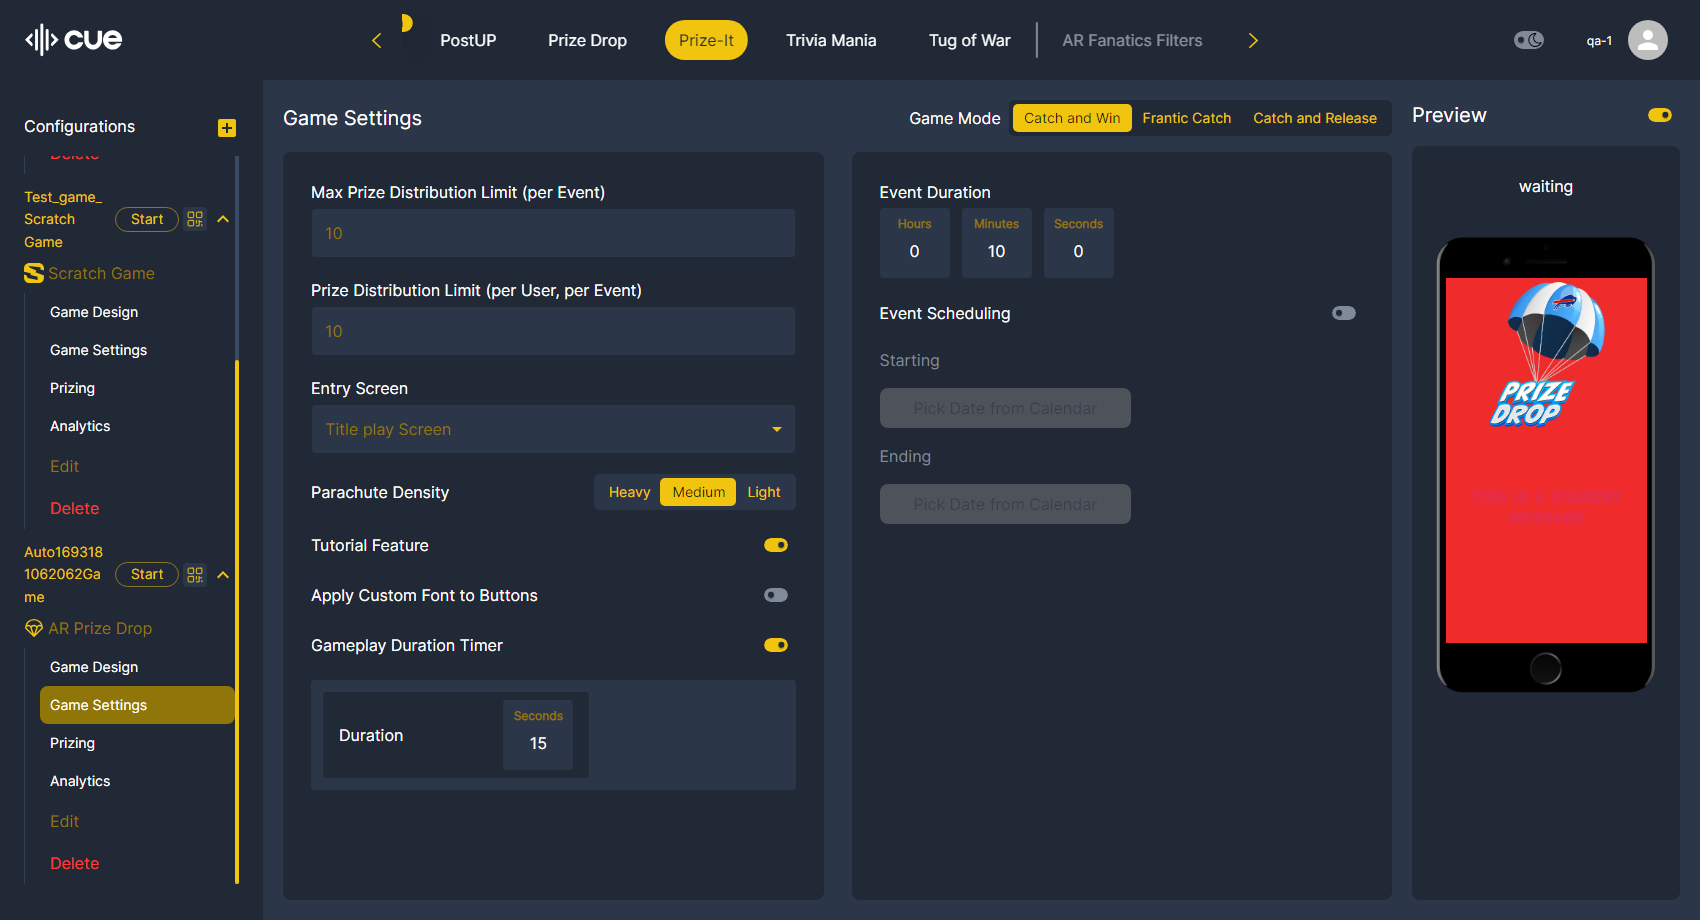 cue
PostUP
Prize Drop
Prize-It
Trivia Mania
Tug of War
AR Fanatics Filters
qa-1
Configurations
Delete
Test_game_
Scratch
Game
Start
Scratch Game
Game Design
Game Settings
Prizing
Analytics
Edit
Delete
Auto169318
1062062Ga
me
Start
AR Prize Drop
Game Design
Game Settings
Prizing
Analytics
Edit
Delete
Game Settings
Game Mode
Catch and Win
Frantic Catch
Catch and Release
Max Prize Distribution Limit (per Event)
10
Prize Distribution Limit (per User, per Event)
10
Entry Screen
Title play Screen
Parachute Density
Heavy
Medium
Light
Tutorial Feature
Apply Custom Font to Buttons
Gameplay Duration Timer
Duration
Seconds
15
Event Duration
Hours
0
Minutes
10
Seconds
0
Event Scheduling
Starting
Pick Date from Calendar
Ending
Pick Date from Calendar
Preview
waiting
PRIZE
DROP